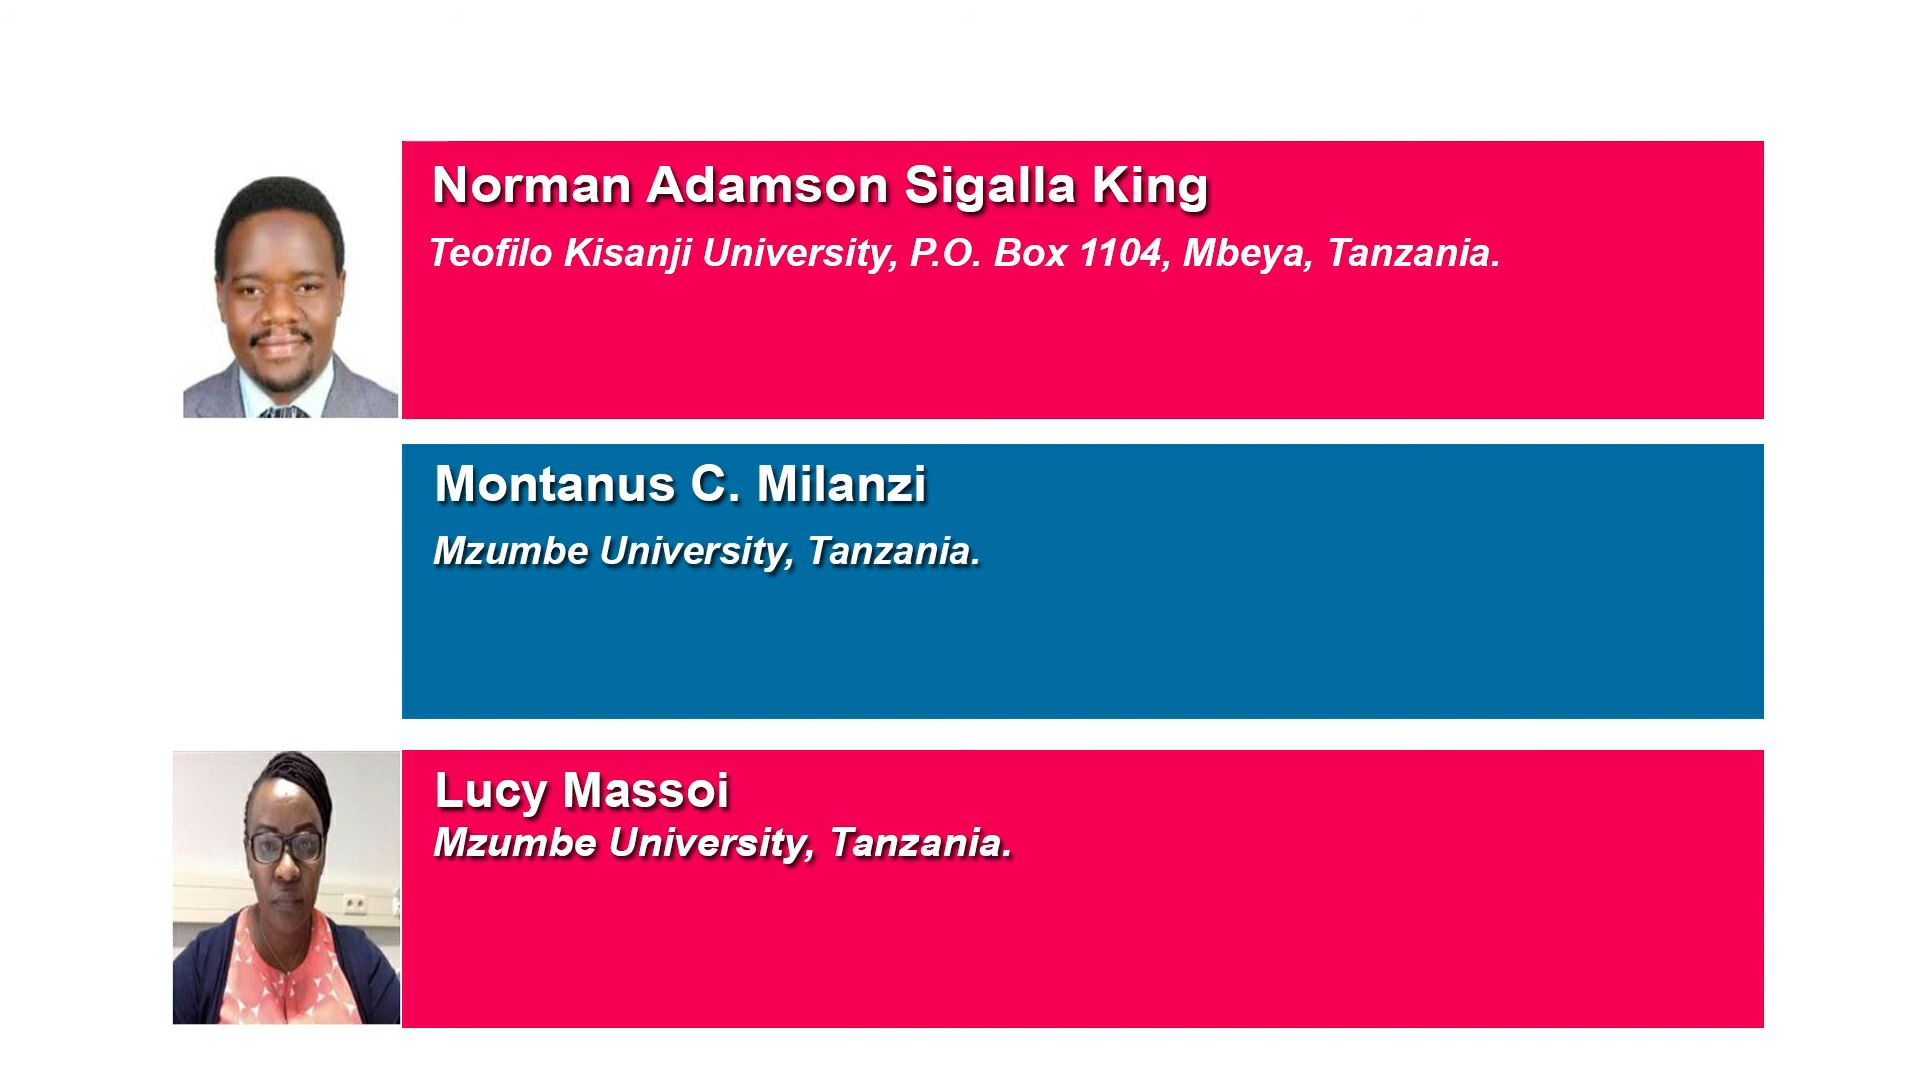 Norman Adamson Sigalla King
Teofilo Kisanji University, P.O. Box 1104, Mbeya, Tanzania.
Montanus C. Milanzi
Mzumbe University, Tanzania.
Lucy Massoi
Mzumbe University, Tanzania.